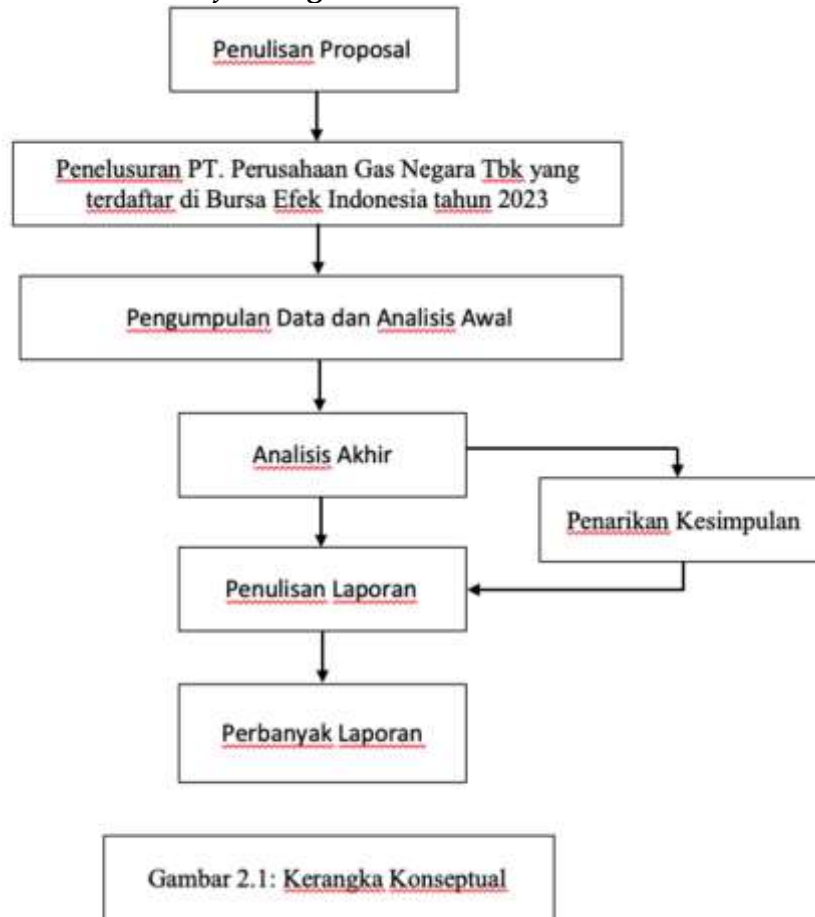 Penulisan Proposal
Penelusuran PT. Perusahaan Gas Negara Tbk yang
terdaftar di Bursa Efek Indonesia tahun 2023
Pengumpulan Data dan Analisis Awal
Analisis Akhir
Penarikan Kesimpulan
Penulisan Laporan
Perbanyak Laporan
Gambar 2.1: Kerangka Konseptual